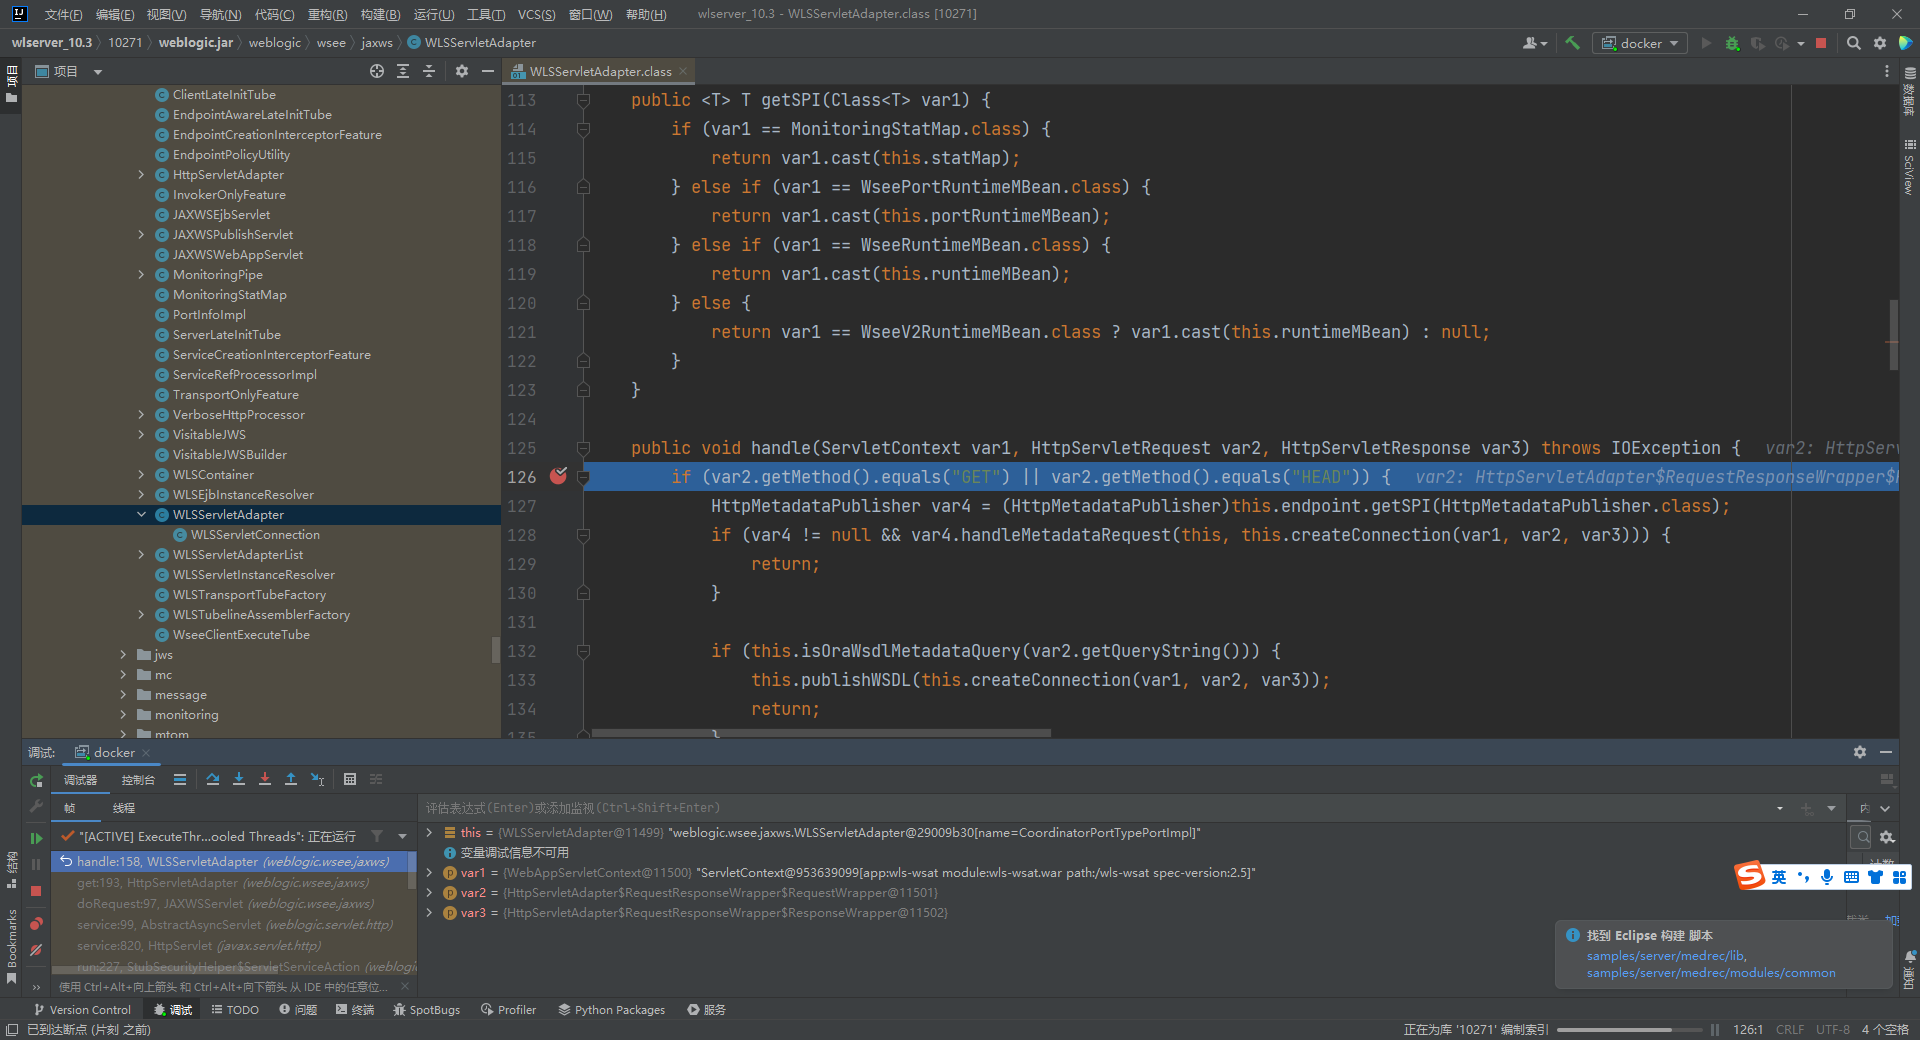 文件(F) 编辑(E) 视图(V) 导航(N) 代码(C) 重构(R) 构建(B) 运行(U) 工具(T) VCS(S) 窗口(W) 帮助(H) wlserver_10.3 - WLSServletAdapter.class [10271]
wlserver_10.3 10271 weblogic.jar weblogic wsee jaxws WLSServletAdapter docker
项目
项目
WLSServletAdapter.class
ClientLateInitTube
EndpointAwareLateInitTube
EndpointCreationInterceptorFeature
EndpointPolicyUtility
HttpServletAdapter
InvokerOnlyFeature
JAXWSEjbServlet
JAXWSPublishServlet
JAXWSWebAppServlet
MonitoringPipe
MonitoringStatMap
PortInfoImpl
ServerLateInitTube
ServiceCreationInterceptorFeature
ServiceRefProcessorImpl
TransportOnlyFeature
VerboseHttpProcessor
VisitableJWS
VisitableJWSBuilder
WLSContainer
WLSEjbInstanceResolver
WLSServletAdapter
WLSServletConnection
WLSServletAdapterList
WLSServletInstanceResolver
WLSTransportTubeFactory
WLSTubelineAssemblerFactory
WseeClientExecuteTube
jws
mc
message
monitoring
mtom
113 public <T> T getSPI(Class<T> var1) {
114 if (var1 == MonitoringStatMap.class) {
115 return var1.cast(this.statMap);
116 } else if (var1 == WseePortRuntimeMBean.class) {
117 return var1.cast(this.portRuntimeMBean);
118 } else if (var1 == WseeRuntimeMBean.class) {
119 return var1.cast(this.runtimeMBean);
120 } else {
121 return var1 == WseeV2RuntimeMBean.class ? var1.cast(this.runtimeMBean) : null;
122 }
123 }
124
125 public void handle(ServletContext var1, HttpServletRequest var2, HttpServletResponse var3) throws IOException { var2: HttpServ
126 if (var2.getMethod().equals("GET") || var2.getMethod().equals("HEAD")) { var2: HttpServletAdapter$RequestResponseWrapper$
127 HttpMetadataPublisher var4 = (HttpMetadataPublisher)this.endpoint.getSPI(HttpMetadataPublisher.class);
128 if (var4 != null && var4.handleMetadataRequest(this, this.createConnection(var1, var2, var3))) {
129 return;
130 }
131
132 if (this.isOraWsdlMetadataQuery(var2.getQueryString())) {
133 this.publishWSDL(this.createConnection(var1, var2, var3));
134 return;
135 }
数据库
SciView
调试: docker
调试器 控制台
帧 线程
"[ACTIVE] ExecuteThr...ooled Threads": 正在运行
handle:158, WLSServletAdapter (weblogic.wsee.jaxws)
get:193, HttpServletAdapter (weblogic.wsee.jaxws)
doRequest:97, JAXWSServlet (weblogic.wsee.jaxws)
service:99, AbstractAsyncServlet (weblogic.servlet.http)
service:820, HttpServlet (javax.servlet.http)
run:227, StubSecurityHelper$ServletServiceAction (weblogic
使用 Ctrl+Alt+向上箭头 和 Ctrl+Alt+向下箭头 从 IDE 中的任意位...
评估表达式(Enter)或添加监视(Ctrl+Shift+Enter)
this = {WLSServletAdapter@11499} "weblogic.wsee.jaxws.WLSServletAdapter@29009b30[name=CoordinatorPortTypePortImpl]"
变量调试信息不可用
var1 = {WebAppServletContext@11500} "ServletContext@953639099[app:wls-wsat module:wls-wsat.war path:/wls-wsat spec-version:2.5]"
var2 = {HttpServletAdapter$RequestResponseWrapper$RequestWrapper@11501}
var3 = {HttpServletAdapter$RequestResponseWrapper$ResponseWrapper@11502}
英
找到 Eclipse 构建 脚本
samples/server/medrec/lib,
samples/server/medrec/modules/common
结构
Bookmarks
通知
Version Control 调试 TODO 问题 终端 SpotBugs Profiler Python Packages 服务
已到达断点 (片刻 之前) 正在为库 '10271' 编制索引 126:1 CRLF UTF-8 4 个空格